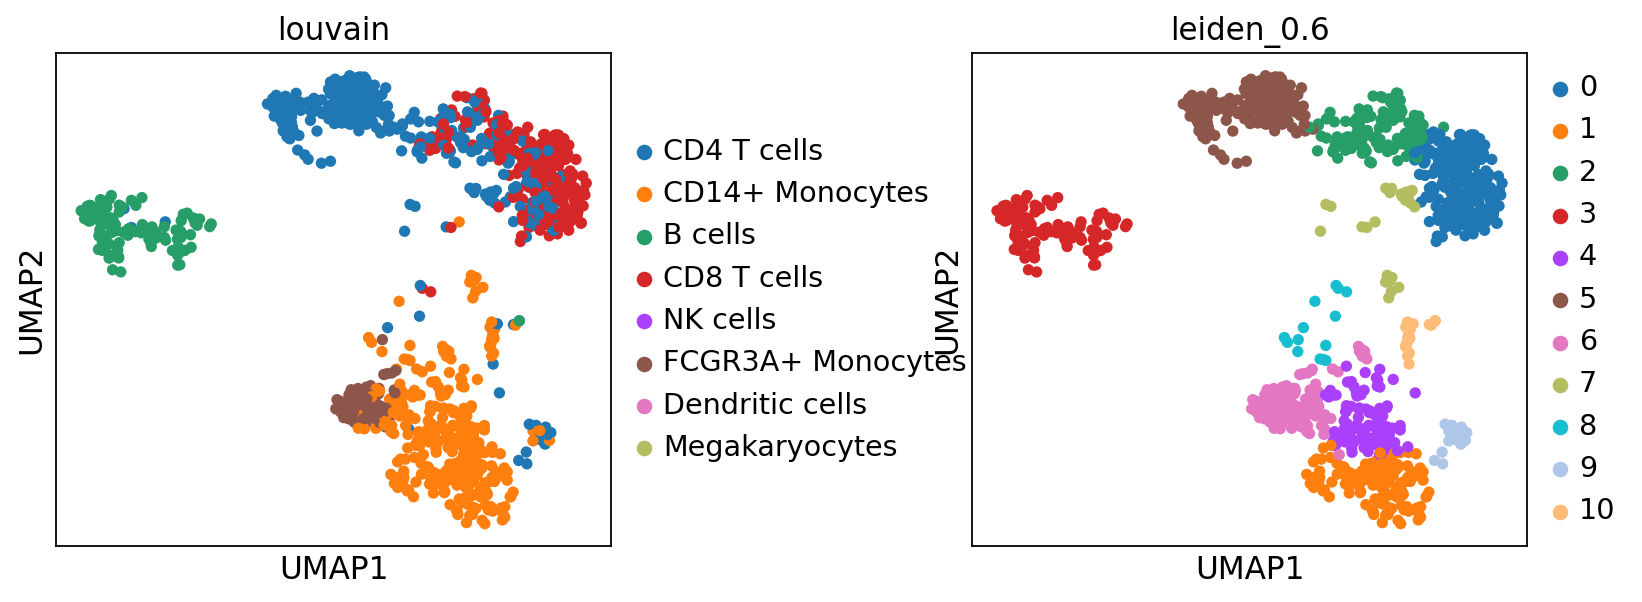 louvain
UMAP2
UMAP1
CD4 T cells
CD14+ Monocytes
B cells
CD8 T cells
NK cells
FCGR3A+ Monocytes
Dendritic cells
Megakaryocytes
leiden_0.6
UMAP2
UMAP1
0
1
2
3
4
5
6
7
8
9
10